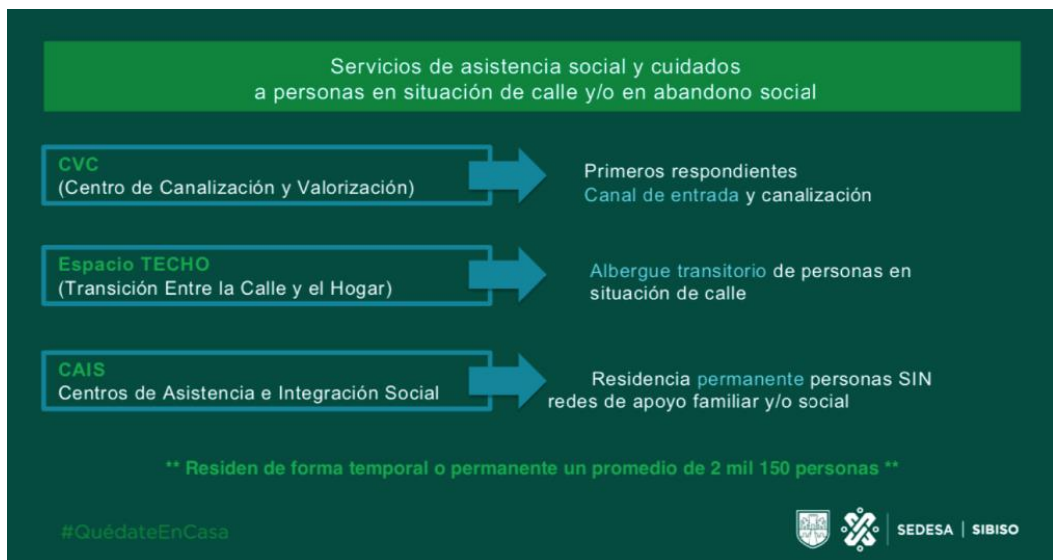 Servicios de asistencia social y cuidados
a personas en situación de calle y/o en abandono social
CVC
(Centro de Canalización y Valorización)
Primeros respondientes
Canal de entrada y canalización
Espacio TECHO
(Transición Entre la Calle y el Hogar)
Albergue transitorio de personas en
situación de calle
CAIS
Centros de Asistencia e Integración Social
Residencia permanente personas SIN
redes de apoyo familiar y/o social
** Residen de forma temporal o permanente un promedio de 2 mil 150 personas **
#QuédateEnCasa
SEDESA | SIBISO